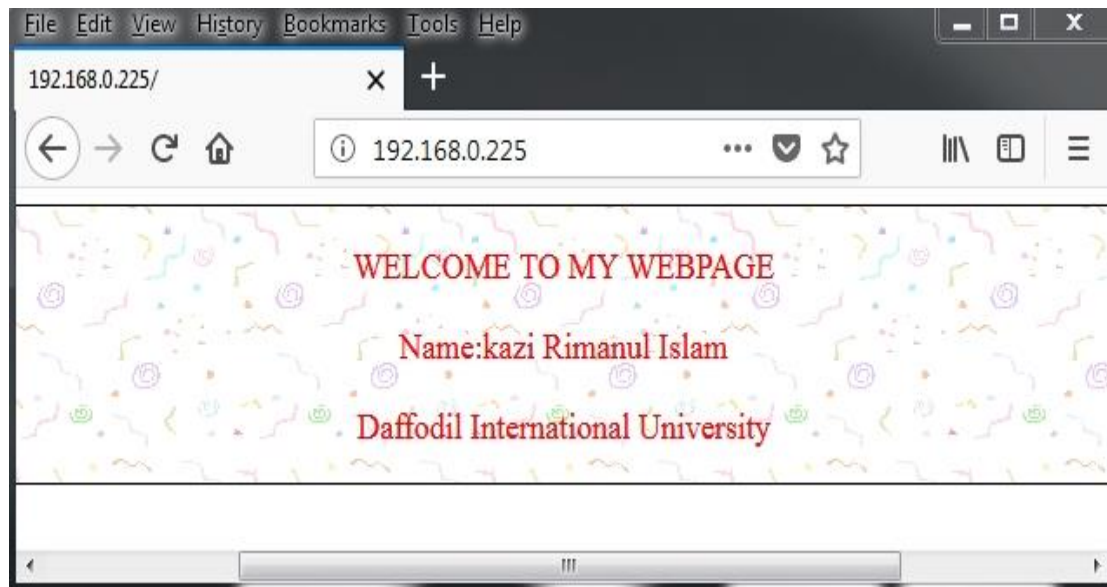 File Edit View History Bookmarks Tools Help
192.168.0.225/
192.168.0.225
WELCOME TO MY WEBPAGE
Name:kazi Rimanul Islam
Daffodil International University